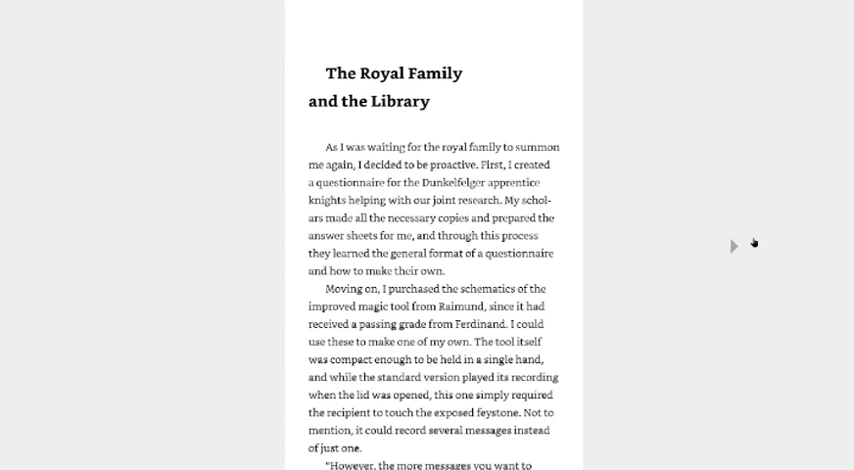 The Royal Family
and the Library
As I was waiting for the royal family to summon
me again, I decided to be proactive. First, I created
a questionnaire for the Dunkelfelger apprentice
knights helping with our joint research. My schol-
ars made all the necessary copies and prepared the
answer sheets for me, and through this process
they learned the general format of a questionnaire
and how to make their own.
Moving on, I purchased the schematics of the
improved magic tool from Raimund, since it had
received a passing grade from Ferdinand. I could
use these to make one of my own. The tool itself
was compact enough to be held in a single hand,
and while the standard version played its recording
when the lid was opened, this one simply required
the recipient to touch the exposed feystone. Not to
mention, it could record several messages instead
of just one.
“However, the more messages you want to